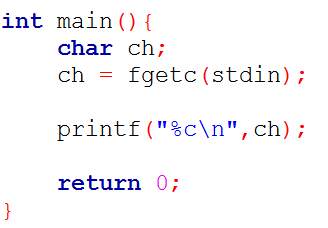 int main(){
    char ch;
    ch = fgetc(stdin);

    printf("%c\n",ch);

    return 0;
}